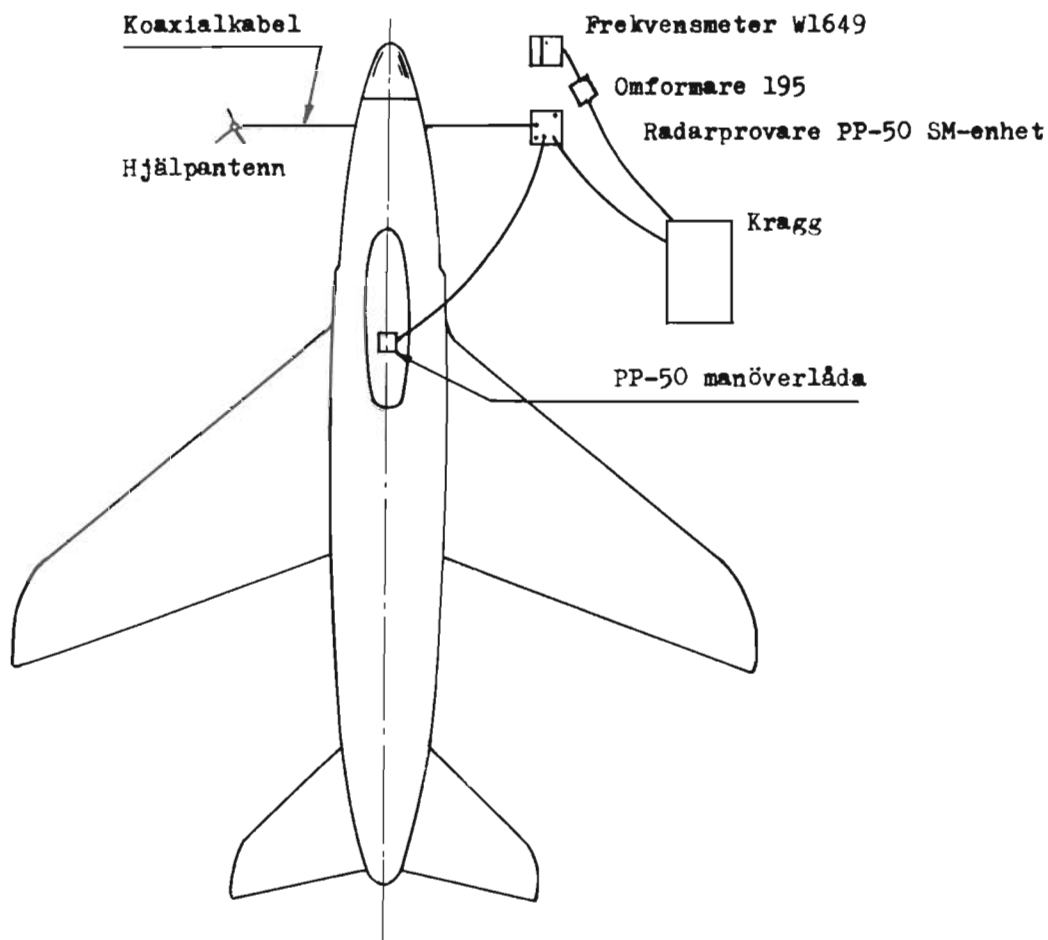 Koaxialkabel
Frekvensmeter W1649
Omformare 195
Radarprovare PP-50 SM-enhet
Hjälpantenn
Kragg
PP-50 manöverlåda